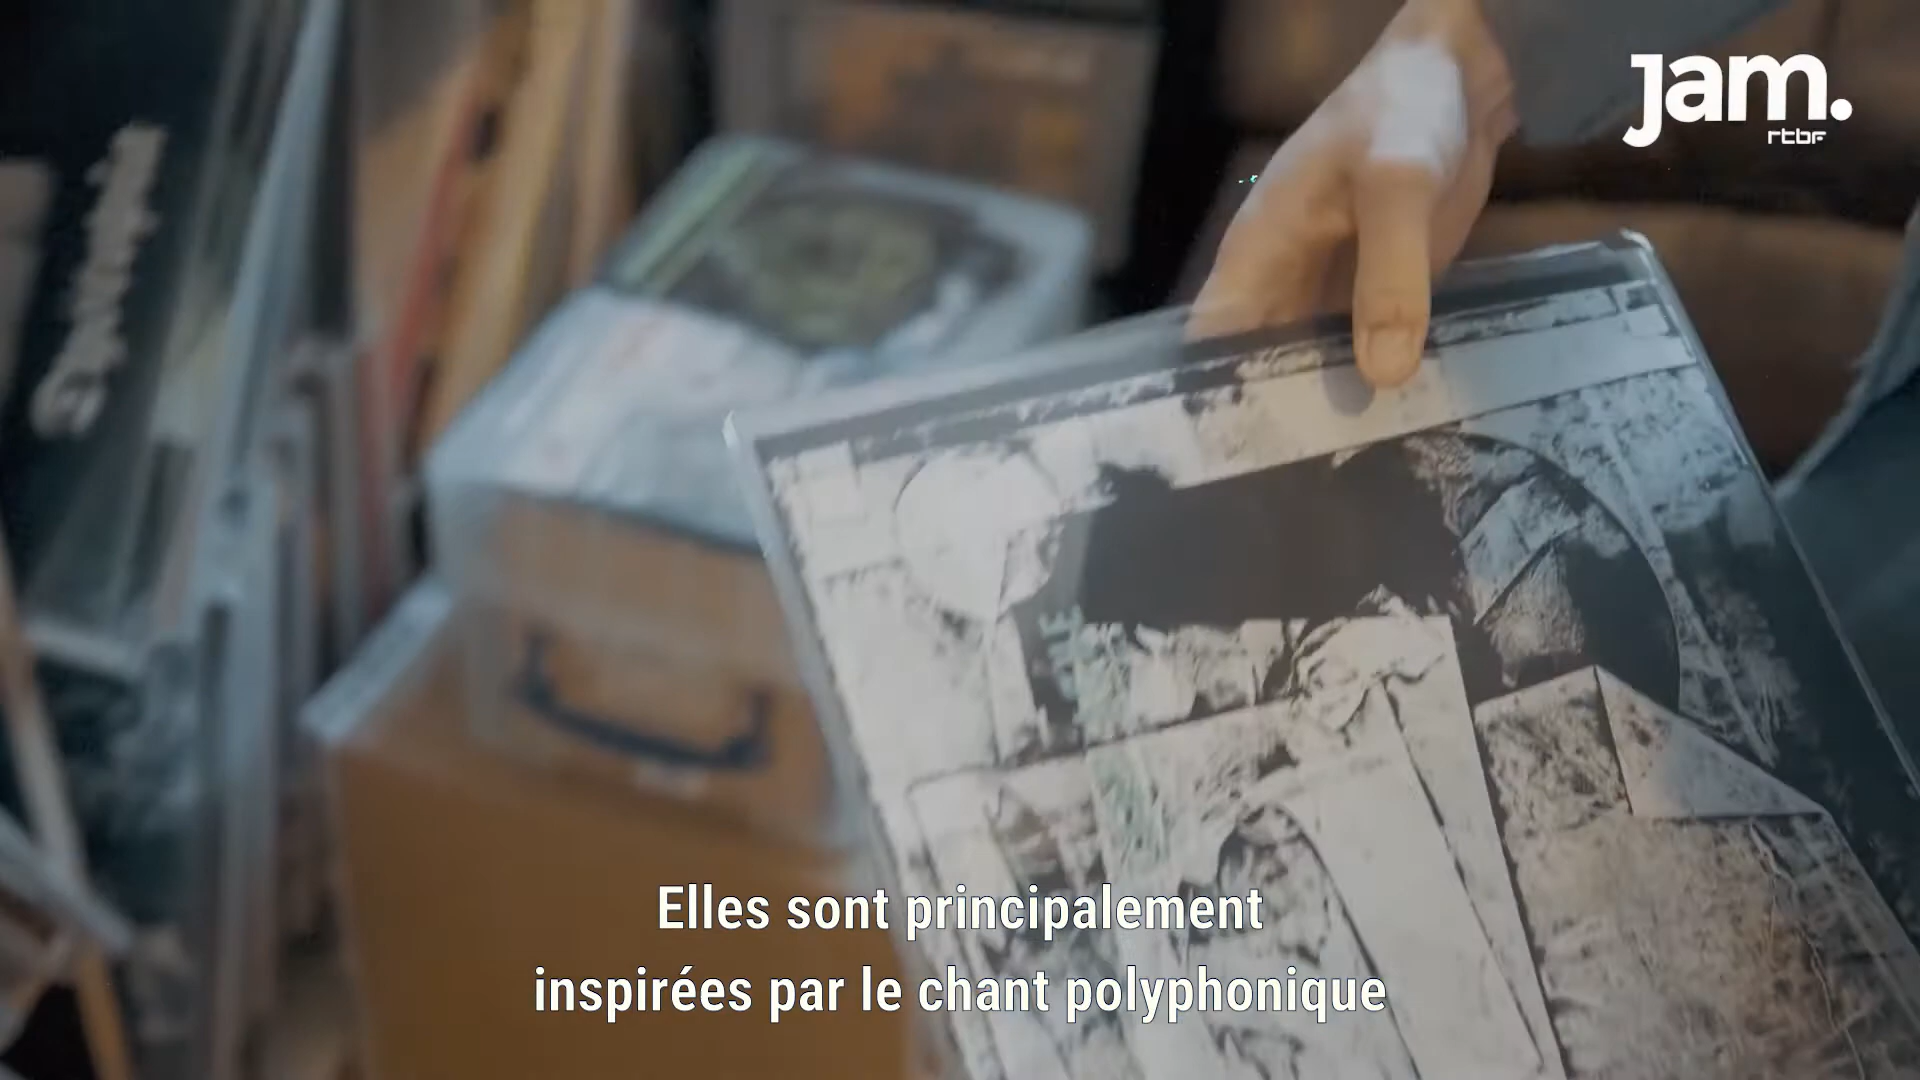 jam.
rtbf
Elles sont principalement
inspirées par le chant polyphonique